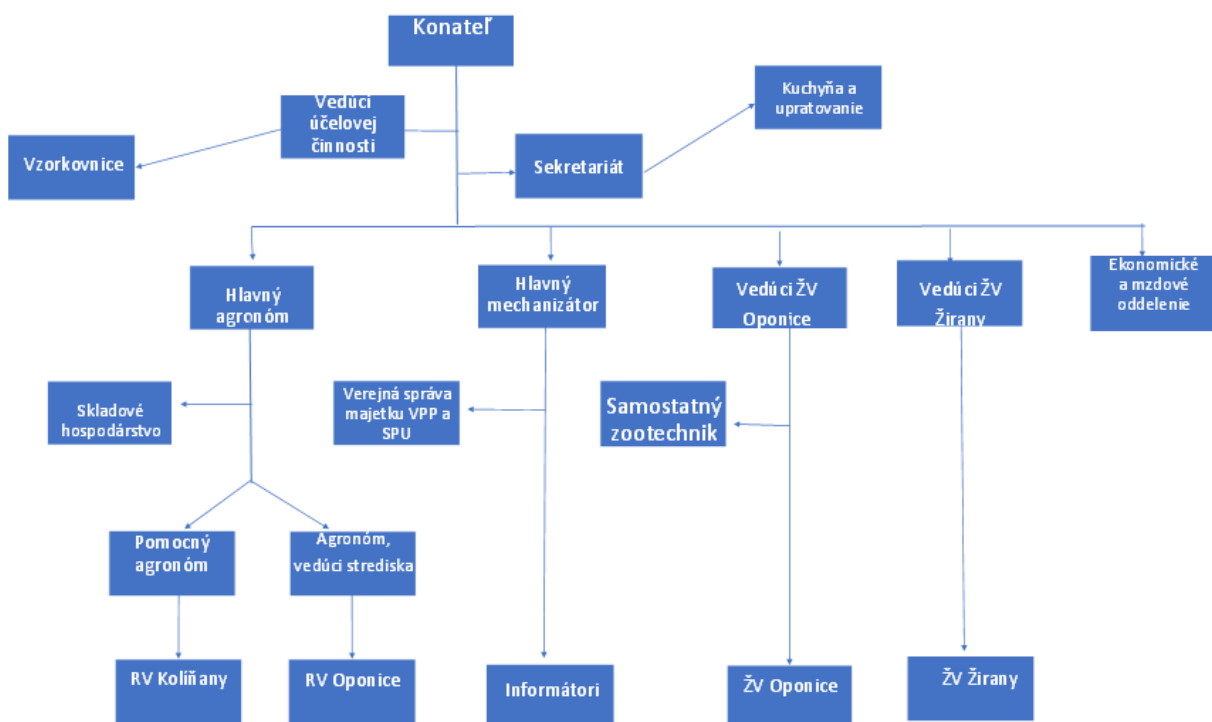 Konateľ
Vedúci
účelovej
činnosti
Kuchyňa a
upratovanie
Vzorkovnice
Sekretariát
Hlavný
agronóm
Hlavný
mechanizátor
Vedúci ŽV
Oponice
Vedúci ŽV
Žirany
Ekonomické
a mzdové
oddelenie
Skladové
hospodárstvo
Verejná správa
majetku VPP a
SPU
Samostatný
zootechnik
Pomocný
agronóm
Agronóm,
vedúci strediska
RV Kolíňany
RV Oponice
Informátori
ŽV Oponice
ŽV Žirany